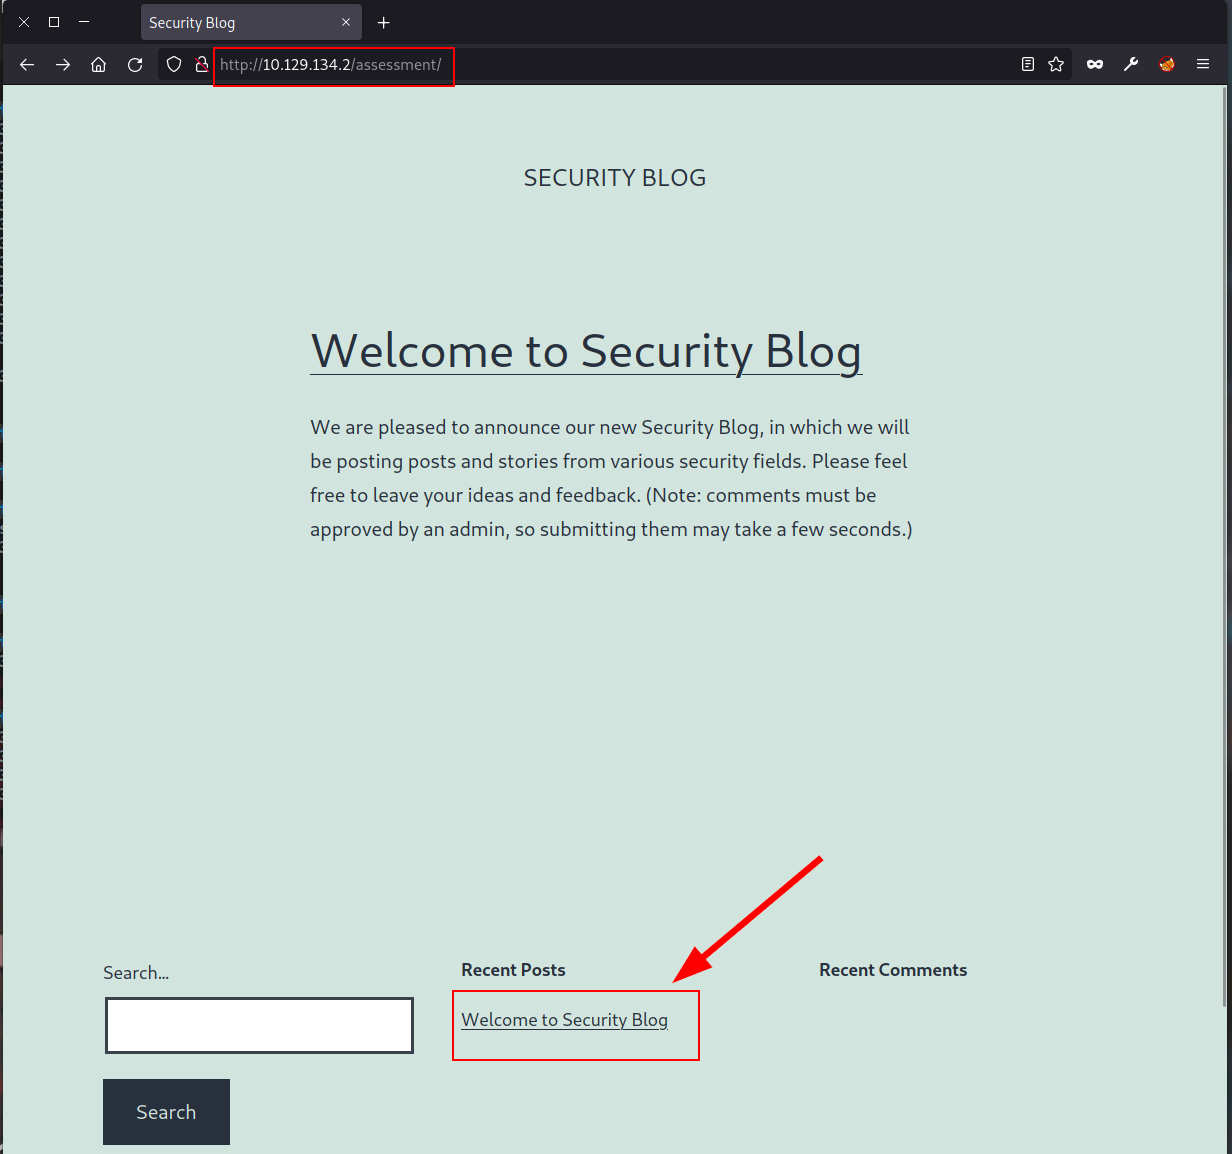 Security Blog
http://10.129.134.2/assessment/
SECURITY BLOG
Welcome to Security Blog
We are pleased to announce our new Security Blog, in which we will
be posting posts and stories from various security fields. Please feel
free to leave your ideas and feedback. (Note: comments must be
approved by an admin, so submitting them may take a few seconds.)
Search...
Search
Recent Posts
Welcome to Security Blog
Recent Comments